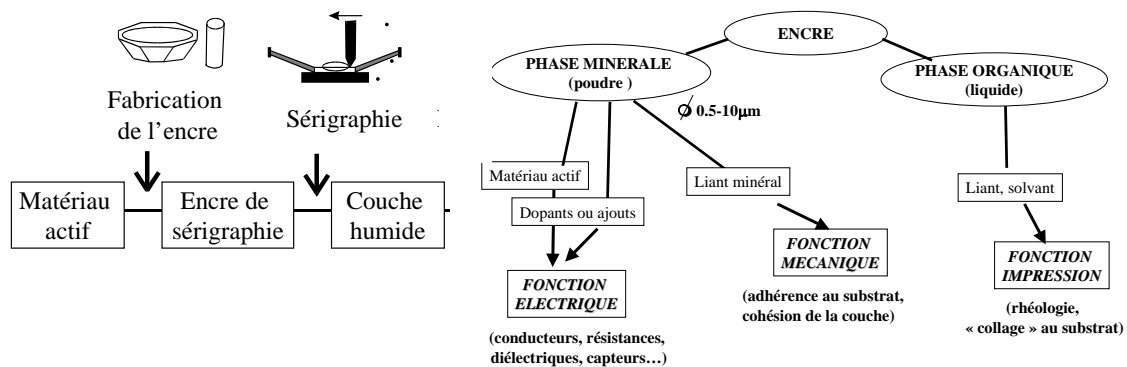 Fabrication
de l'encre
Sérigraphie
Matériau
actif
Encre de
sérigraphie
Couche
humide
ENCRE
PHASE MINERALE
(poudre )
PHASE ORGANIQUE
(liquide)
Ø 0.5-10µm
Matériau actif
Dopants ou ajouts
Liant minéral
Liant, solvant
FONCTION
ELECTRIQUE
(conducteurs, résistances,
diélectriques, capteurs…)
FONCTION
MECANIQUE
(adhérence au substrat,
cohésion de la couche)
FONCTION
IMPRESSION
(rhéologie,
« collage » au substrat)